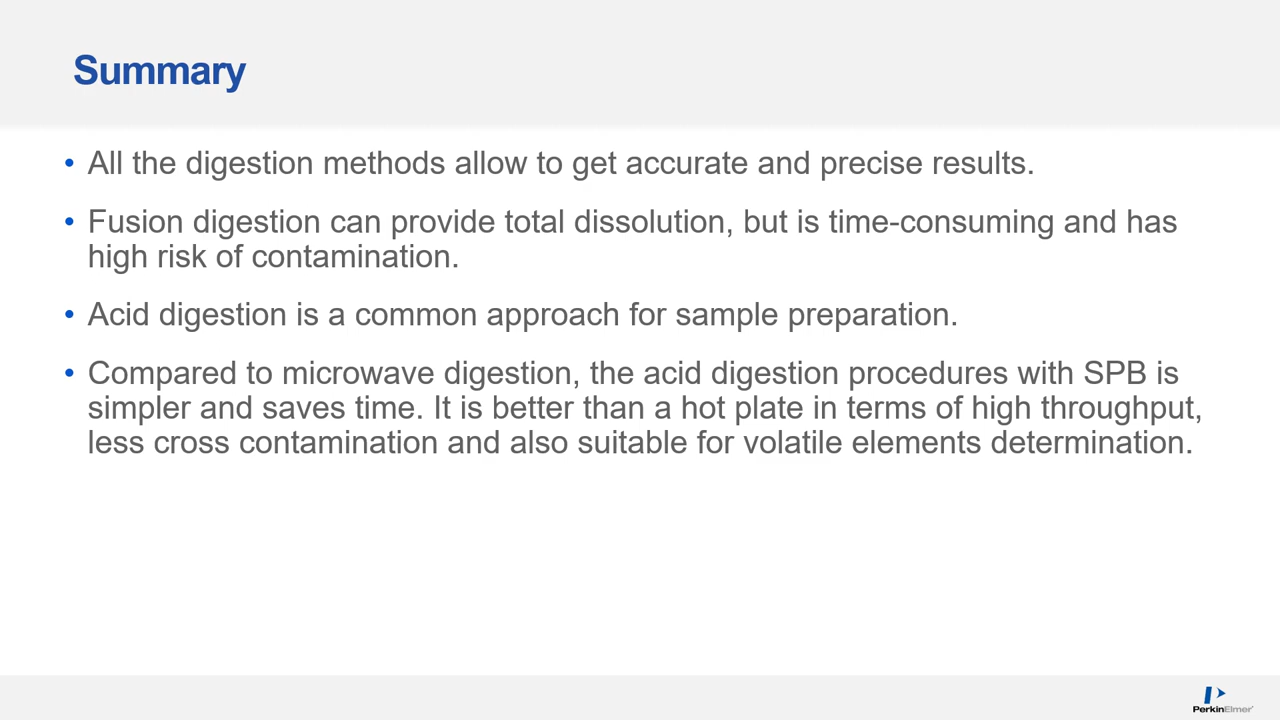 Summary
• All the digestion methods allow to get accurate and precise results.
• Fusion digestion can provide total dissolution, but is time-consuming and has
high risk of contamination.
• Acid digestion is a common approach for sample preparation.
• Compared to microwave digestion, the acid digestion procedures with SPB is
simpler and saves time. It is better than a hot plate in terms of high throughput,
less cross contamination and also suitable for volatile elements determination.
PerkinElmer